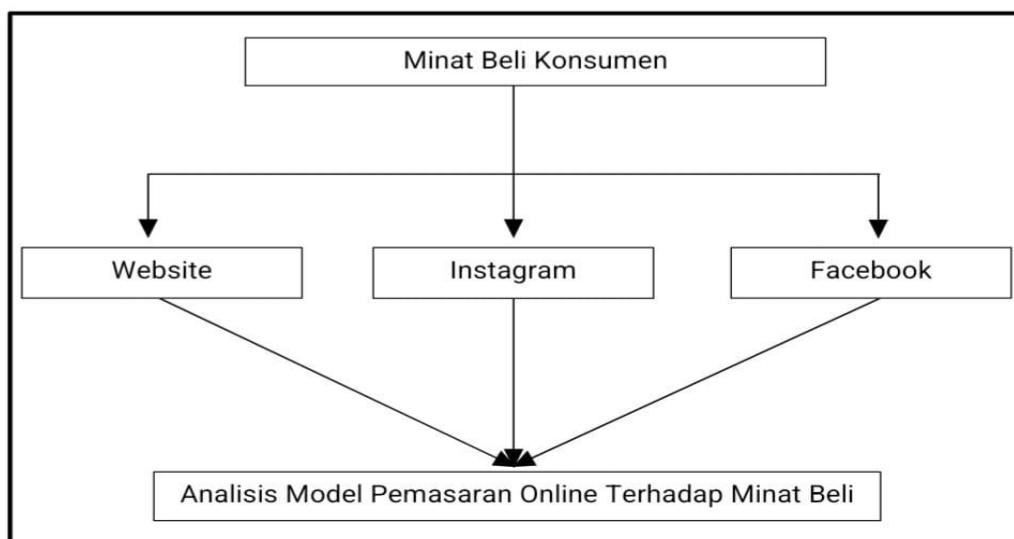 Minat Beli Konsumen
Website
Instagram
Facebook
Analisis Model Pemasaran Online Terhadap Minat Beli